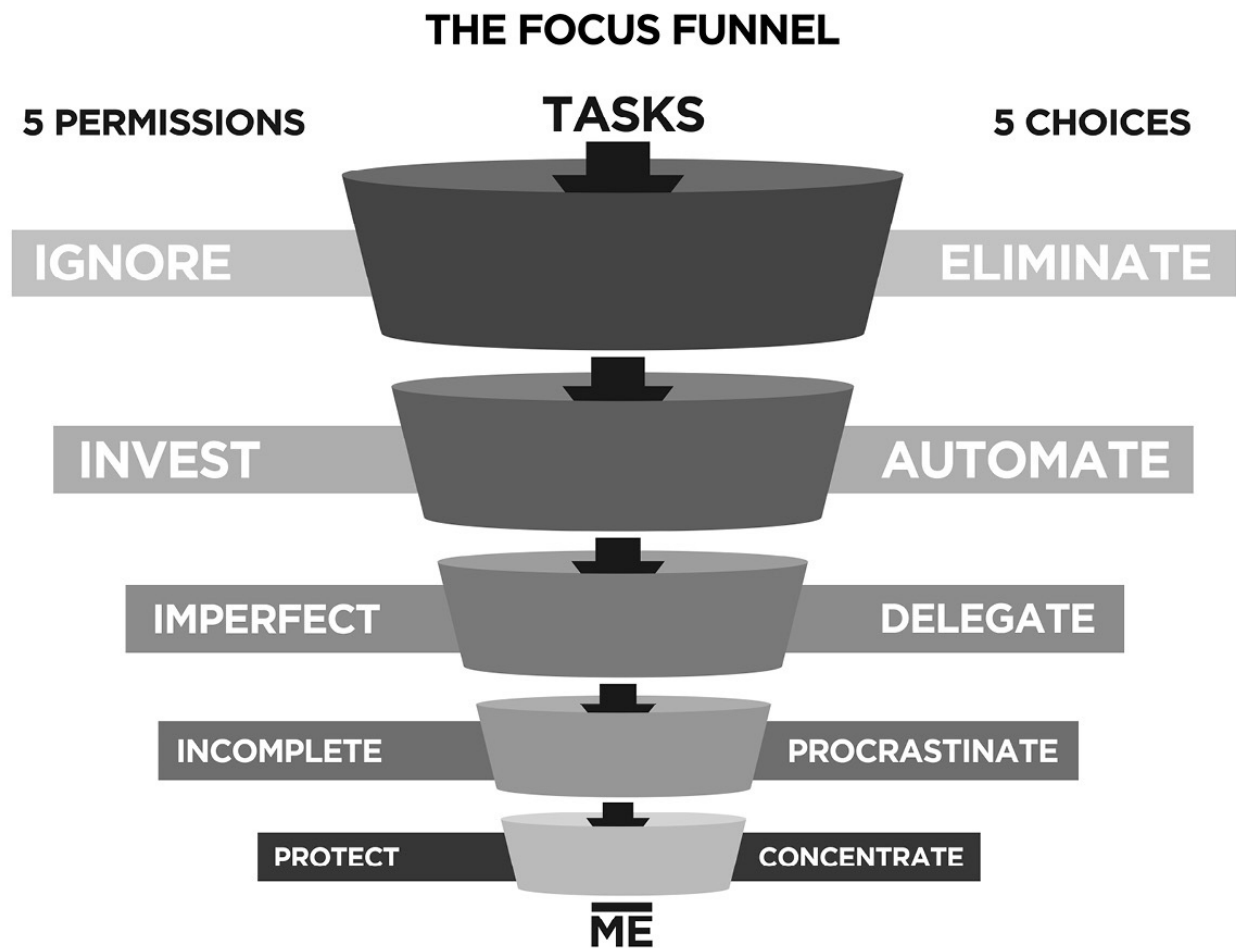 THE FOCUS FUNNEL
5 PERMISSIONS
TASKS
5 CHOICES
IGNORE
ELIMINATE
INVEST
AUTOMATE
IMPERFECT
DELEGATE
INCOMPLETE
PROCRASTINATE
PROTECT
CONCENTRATE
ME